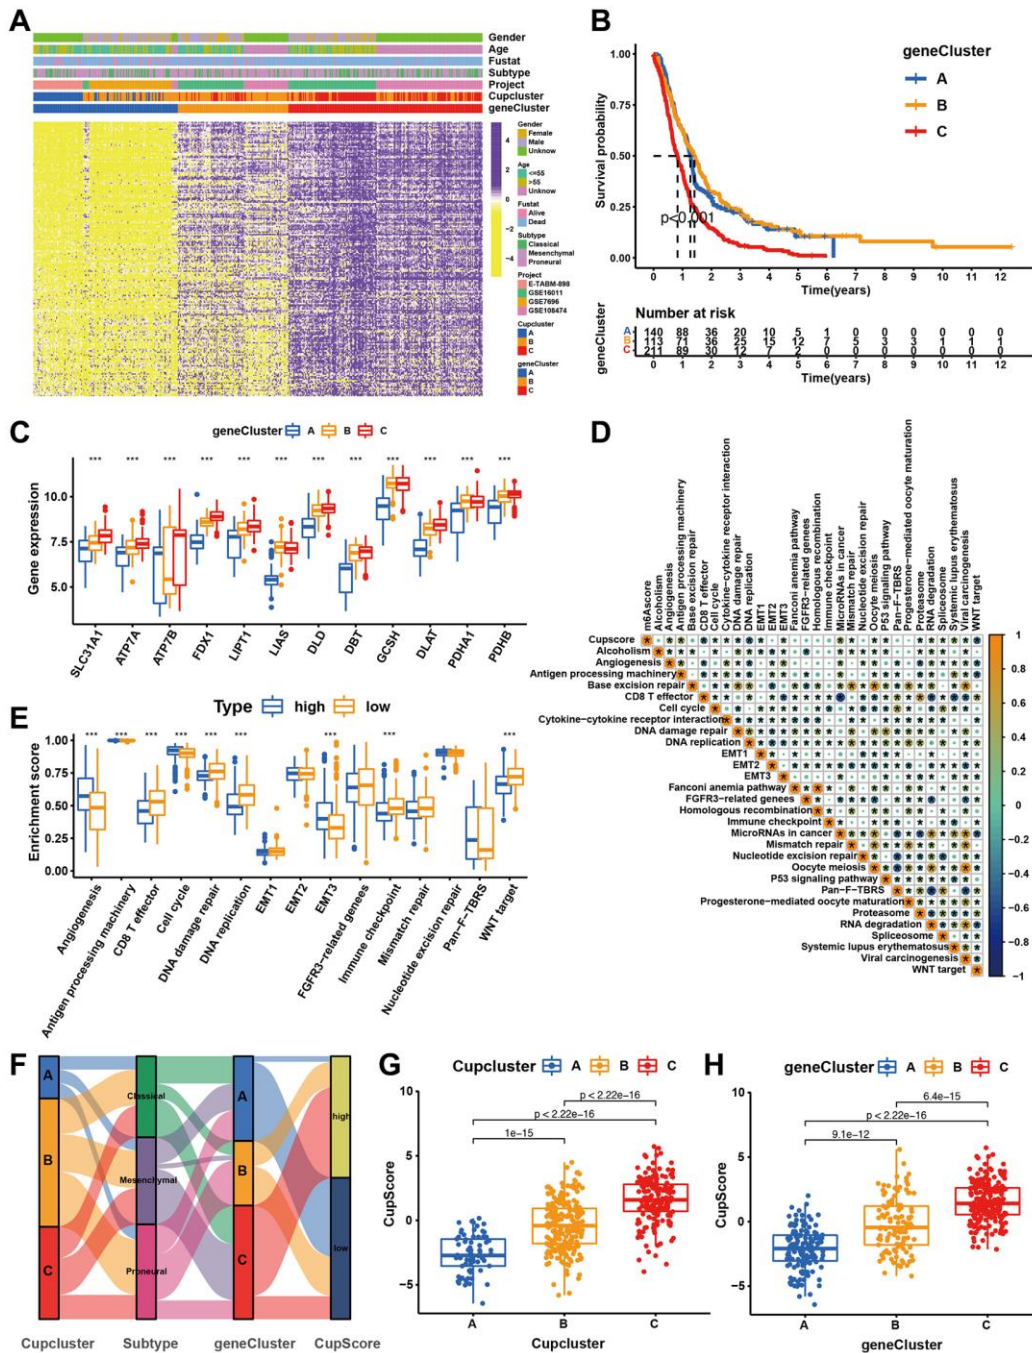 A
Gender
Age
Fustat
Subtype
Project
Cupcluster
geneCluster
4
2
0
−2
−4
Gender
Female
Male
Unknow
Age
<=55
>55
Unknow
Fustat
Alive
Dead
Subtype
Classical
Mesenchymal
Proneural
Project
E-TABM-898
GSE16011
GSE7696
GSE108474
Cupcluster
A
B
C
geneCluster
A
B
C
B
geneCluster
A
B
C
Survival probability
1.00
0.75
0.50
0.25
0.00
p<0.001
0 1 2 3 4 5 6 7 8 9 10 11 12
Time(years)
Number at risk
geneCluster
A 140 88 36 20 10 5 1 0 0 0 0 0 0
B 113 71 36 25 15 12 7 5 3 3 1 1 1
C 211 89 30 12 7 2 0 0 0 0 0 0 0
0 1 2 3 4 5 6 7 8 9 10 11 12
Time(years)
C
geneCluster A B C
*** *** *** *** *** *** *** *** *** *** *** ***
Gene expression
10.0
7.5
5.0
SLC31A1
ATP7A
ATP7B
FDX1
LIPT1
LIAS
DLD
DBT
GCSH
DLAT
PDHA1
PDHB
D
m6Ascore
Alcoholism
Angiogenesis
Antigen processing machinery
Base excision repair
CD8 T effector
Cell cycle
Cytokine-cytokine receptor interaction
DNA damage repair
DNA replication
EMT1
EMT2
EMT3
Fanconi anemia pathway
FGFR3-related genees
Homologous recombination
Immune checkpoint
MicroRNAs in cancer
Mismatch repair
Nucleotide excision repair
Oocyte meiosis
P53 signaling pathway
Pan-F-TBRS
Progesterone-mediated oocyte maturation
Proteasome
RNA degradation
Spliceosome
Systemic lupus erythematosus
Viral carcinogenesis
WNT target
Cupscore
Alcoholism
Angiogenesis
Antigen processing machinery
Base excision repair
CD8 T effector
Cell cycle
Cytokine-cytokine receptor interaction
DNA damage repair
DNA replication
EMT1
EMT2
EMT3
Fanconi anemia pathway
FGFR3-related genees
Homologous recombination
Immune checkpoint
MicroRNAs in cancer
Mismatch repair
Nucleotide excision repair
Oocyte meiosis
P53 signaling pathway
Pan-F-TBRS
Progesterone-mediated oocyte maturation
Proteasome
RNA degradation
Spliceosome
Systemic lupus erythematosus
Viral carcinogenesis
WNT target
1
0.8
0.6
0.4
0.2
0
−0.2
−0.4
−0.6
−0.8
−1
E
Type high low
*** *** *** *** *** *** *** *** ***
Enrichment score
1.00
0.75
0.50
0.25
0.00
Angiogenesis
Antigen processing machinery
CD8 T effector
Cell cycle
DNA damage repair
DNA replication
EMT1
EMT2
EMT3
FGFR3-related genees
Immune checkpoint
Mismatch repair
Nucleotide excision repair
Pan-F-TBRS
WNT target
F
A
B
C
Classical
Mesenchymal
Proneural
A
B
C
high
low
Cupcluster Subtype geneCluster CupScore
G
Cupcluster A B C
p < 2.22e-16
p < 2.22e-16
1e-15
CupScore
10
5
0
−5
A B C
Cupcluster
H
geneCluster A B C
6.4e-15
p < 2.22e-16
9.1e-12
CupScore
10
5
0
−5
A B C
geneCluster